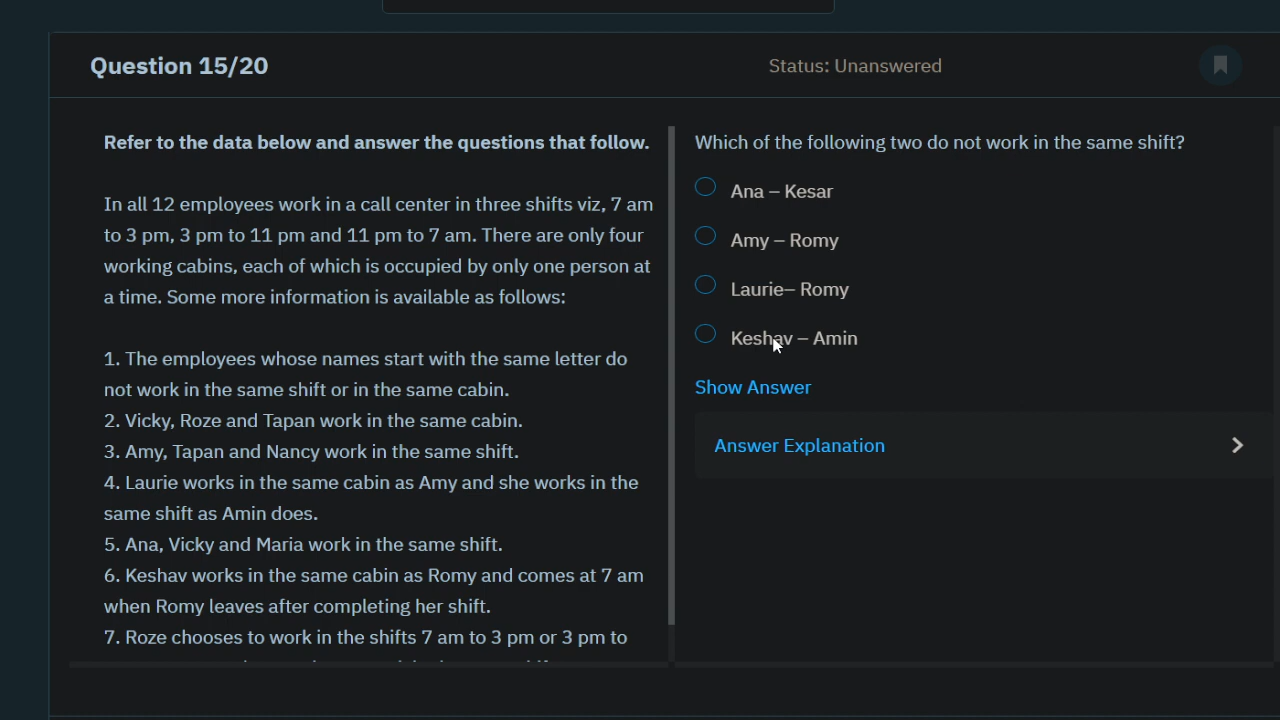 Question 15/20
Status: Unanswered
Refer to the data below and answer the questions that follow.
In all 12 employees work in a call center in three shifts viz, 7 am
to 3 pm, 3 pm to 11 pm and 11 pm to 7 am. There are only four
working cabins, each of which is occupied by only one person at
a time. Some more information is available as follows:
1. The employees whose names start with the same letter do
not work in the same shift or in the same cabin.
2. Vicky, Roze and Tapan work in the same cabin.
3. Amy, Tapan and Nancy work in the same shift.
4. Laurie works in the same cabin as Amy and she works in the
same shift as Amin does.
5. Ana, Vicky and Maria work in the same shift.
6. Keshav works in the same cabin as Romy and comes at 7 am
when Romy leaves after completing her shift.
7. Roze chooses to work in the shifts 7 am to 3 pm or 3 pm to
Which of the following two do not work in the same shift?
Ana – Kesar
Amy – Romy
Laurie– Romy
Keshav – Amin
Show Answer
Answer Explanation